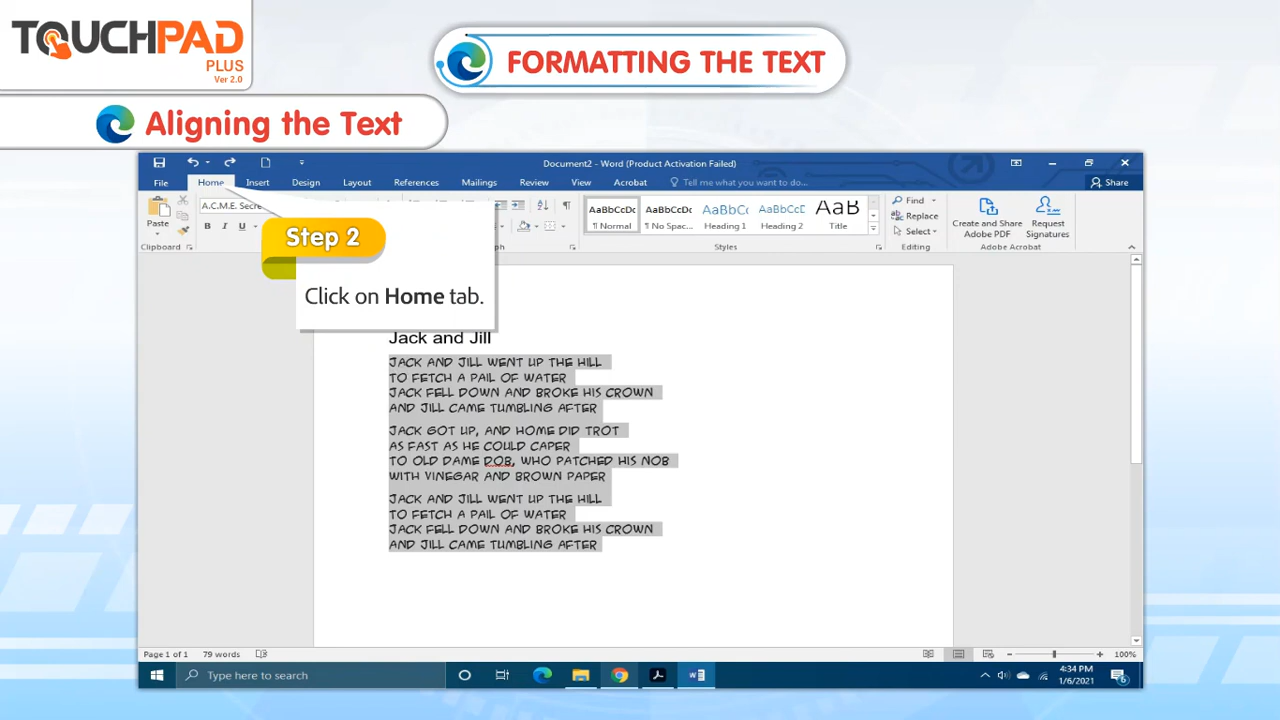 TOUCHPAD
PLUS
Ver 2.0
FORMATTING THE TEXT
Aligning the Text
Document2 - Word (Product Activation Failed)
File Home Insert Design Layout References Mailings Review View Acrobat Tell me what you want to do... Share
A.C.M.E. Secre
Paste
B I U
Clipboard
Step 2
Click on Home tab.
AaBbCcDc AaBbCcDc AaBbCc AaBbCcD AaB
¶ Normal ¶ No Spac... Heading 1 Heading 2 Title
Styles
Find
Replace
Select
Editing
Create and Share Adobe PDF
Request Signatures
Adobe Acrobat
Jack and Jill
JACK AND JILL WENT UP THE HILL
TO FETCH A PAIL OF WATER
JACK FELL DOWN AND BROKE HIS CROWN
AND JILL CAME TUMBLING AFTER
JACK GOT UP, AND HOME DID TROT
AS FAST AS HE COULD CAPER
TO OLD DAME DOB, WHO PATCHED HIS NOB
WITH VINEGAR AND BROWN PAPER
JACK AND JILL WENT UP THE HILL
TO FETCH A PAIL OF WATER
JACK FELL DOWN AND BROKE HIS CROWN
AND JILL CAME TUMBLING AFTER
Page 1 of 1 79 words 100%
Type here to search
4:34 PM
1/6/2021